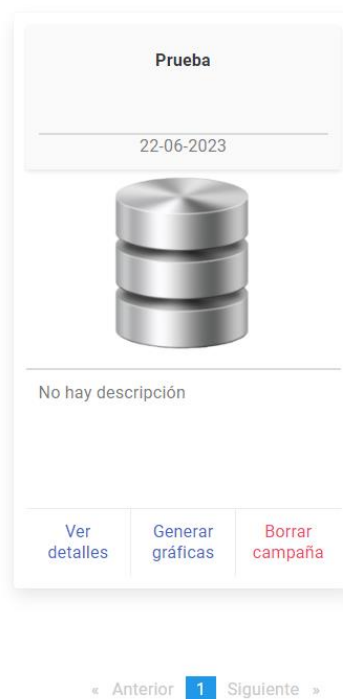 Prueba
22-06-2023
No hay descripción
Ver detalles
Generar gráficas
Borrar campaña
« Anterior 1 Siguiente »